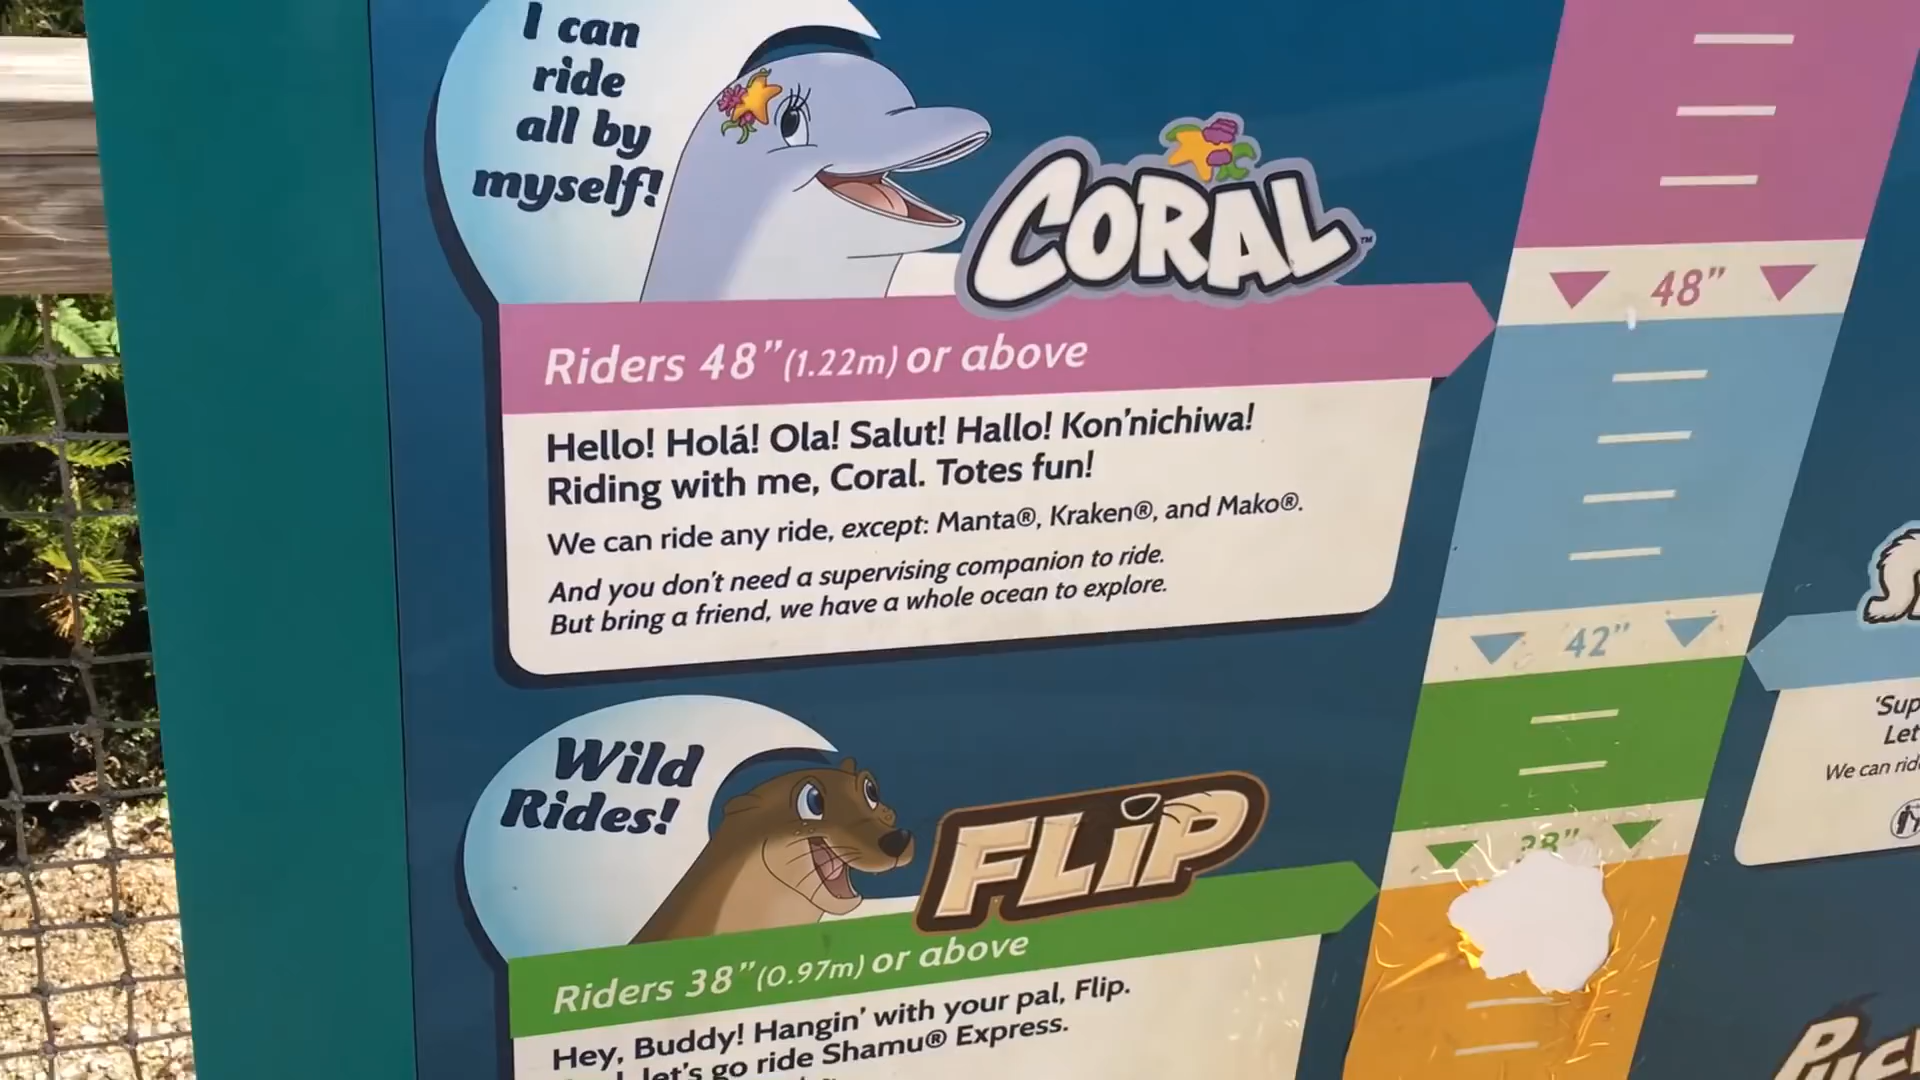 I can
ride
all by
myself!
CORAL™
Riders 48” (1.22m) or above
Hello! Holá! Ola! Salut! Hallo! Kon’nichiwa!
Riding with me, Coral. Totes fun!
We can ride any ride, except: Manta®, Kraken®, and Mako®.
And you don’t need a supervising companion to ride.
But bring a friend, we have a whole ocean to explore.
Wild
Rides!
FLiP
Riders 38” (0.97m) or above
Hey, Buddy! Hangin’ with your pal, Flip.
let’s go ride Shamu® Express.
48”
42”
38”
‘Sup
Let
We can